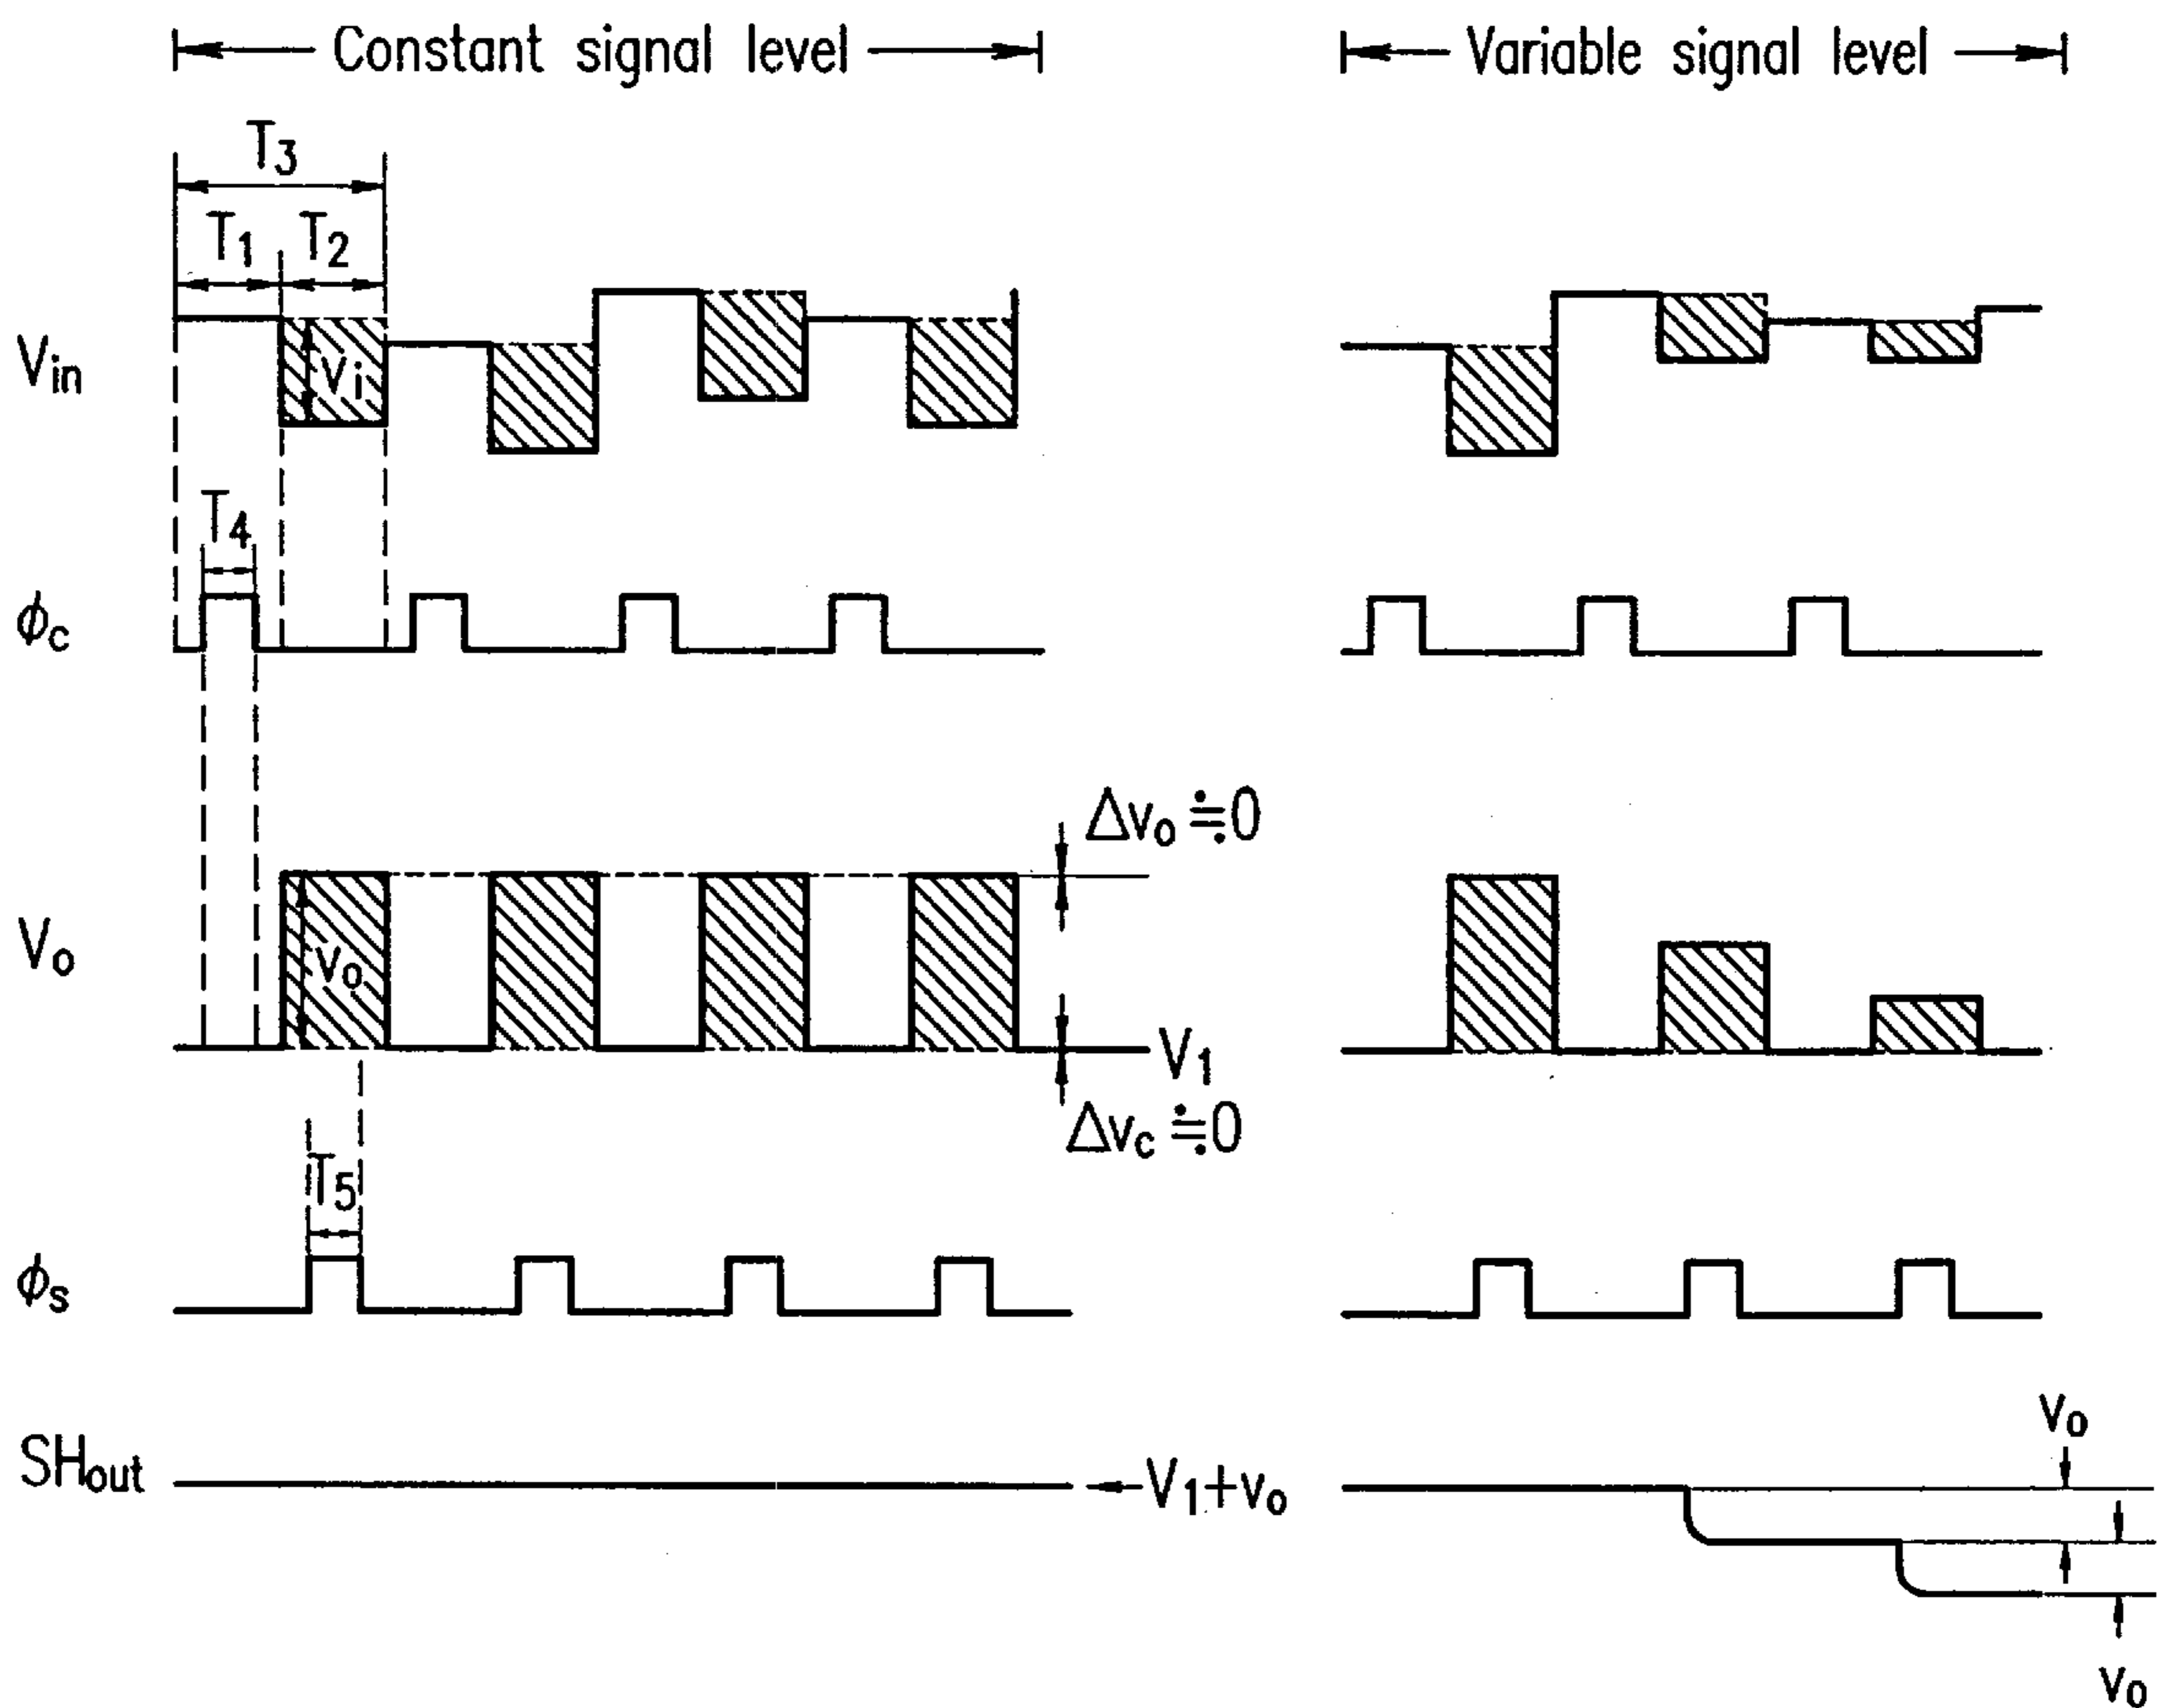 Constant signal level
Variable signal level
T3
T1 T2
Vin
vi
T4
ϕc
Δvo≒0
Vo
vo
V1
Δvc≒0
T5
ϕs
SHout
V1+vo
vo
vo